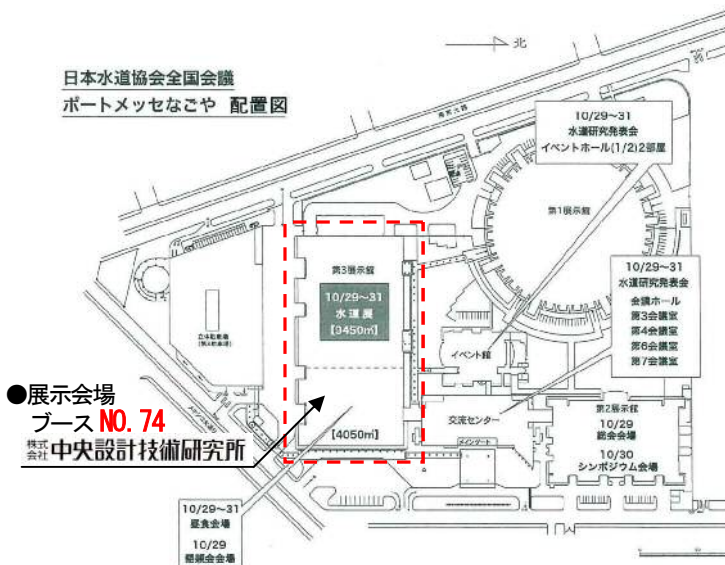 北
日本水道協会全国会議
ポートメッセなごや 配置図
10/29～31
水道研究発表会
イベントホール(1/2)2部屋
第1展示館
第3展示館
10/29～31
水道展
【3450㎡】
10/29～31
水道研究発表会
会議ホール
第3会議室
第4会議室
第6会議室
第7会議室
イベント館
立体駐車場
●展示会場
ブース NO. 74
株式会社 中央設計技術研究所
【4050㎡】
交流センター
メインゲート
第2展示館
10/29
総会会場
10/30
シンポジウム会場
10/29～31
昼食会場
10/29
懇親会会場